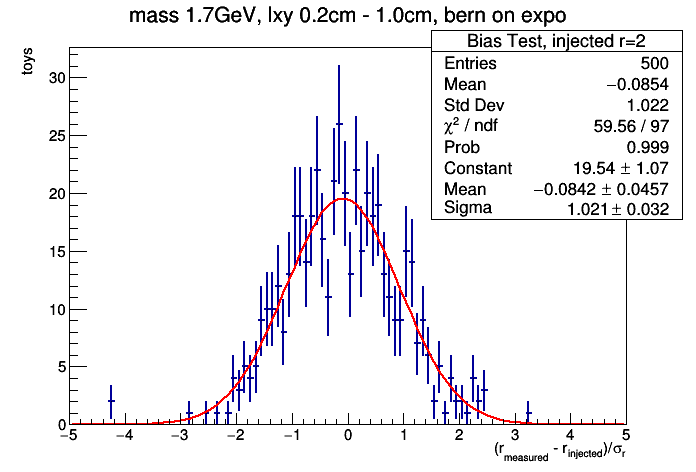 mass 1.7GeV, lxy 0.2cm - 1.0cm, bern on expo
toys
Bias Test, injected r=2
Entries 500
Mean −0.0854
Std Dev 1.022
χ² / ndf 59.56 / 97
Prob 0.999
Constant 19.54 ± 1.07
Mean −0.0842 ± 0.0457
Sigma 1.021 ± 0.032
30
25
20
15
10
5
0
−5 −4 −3 −2 −1 0 1 2 3 4 5
(r_measured - r_injected)/σ_r